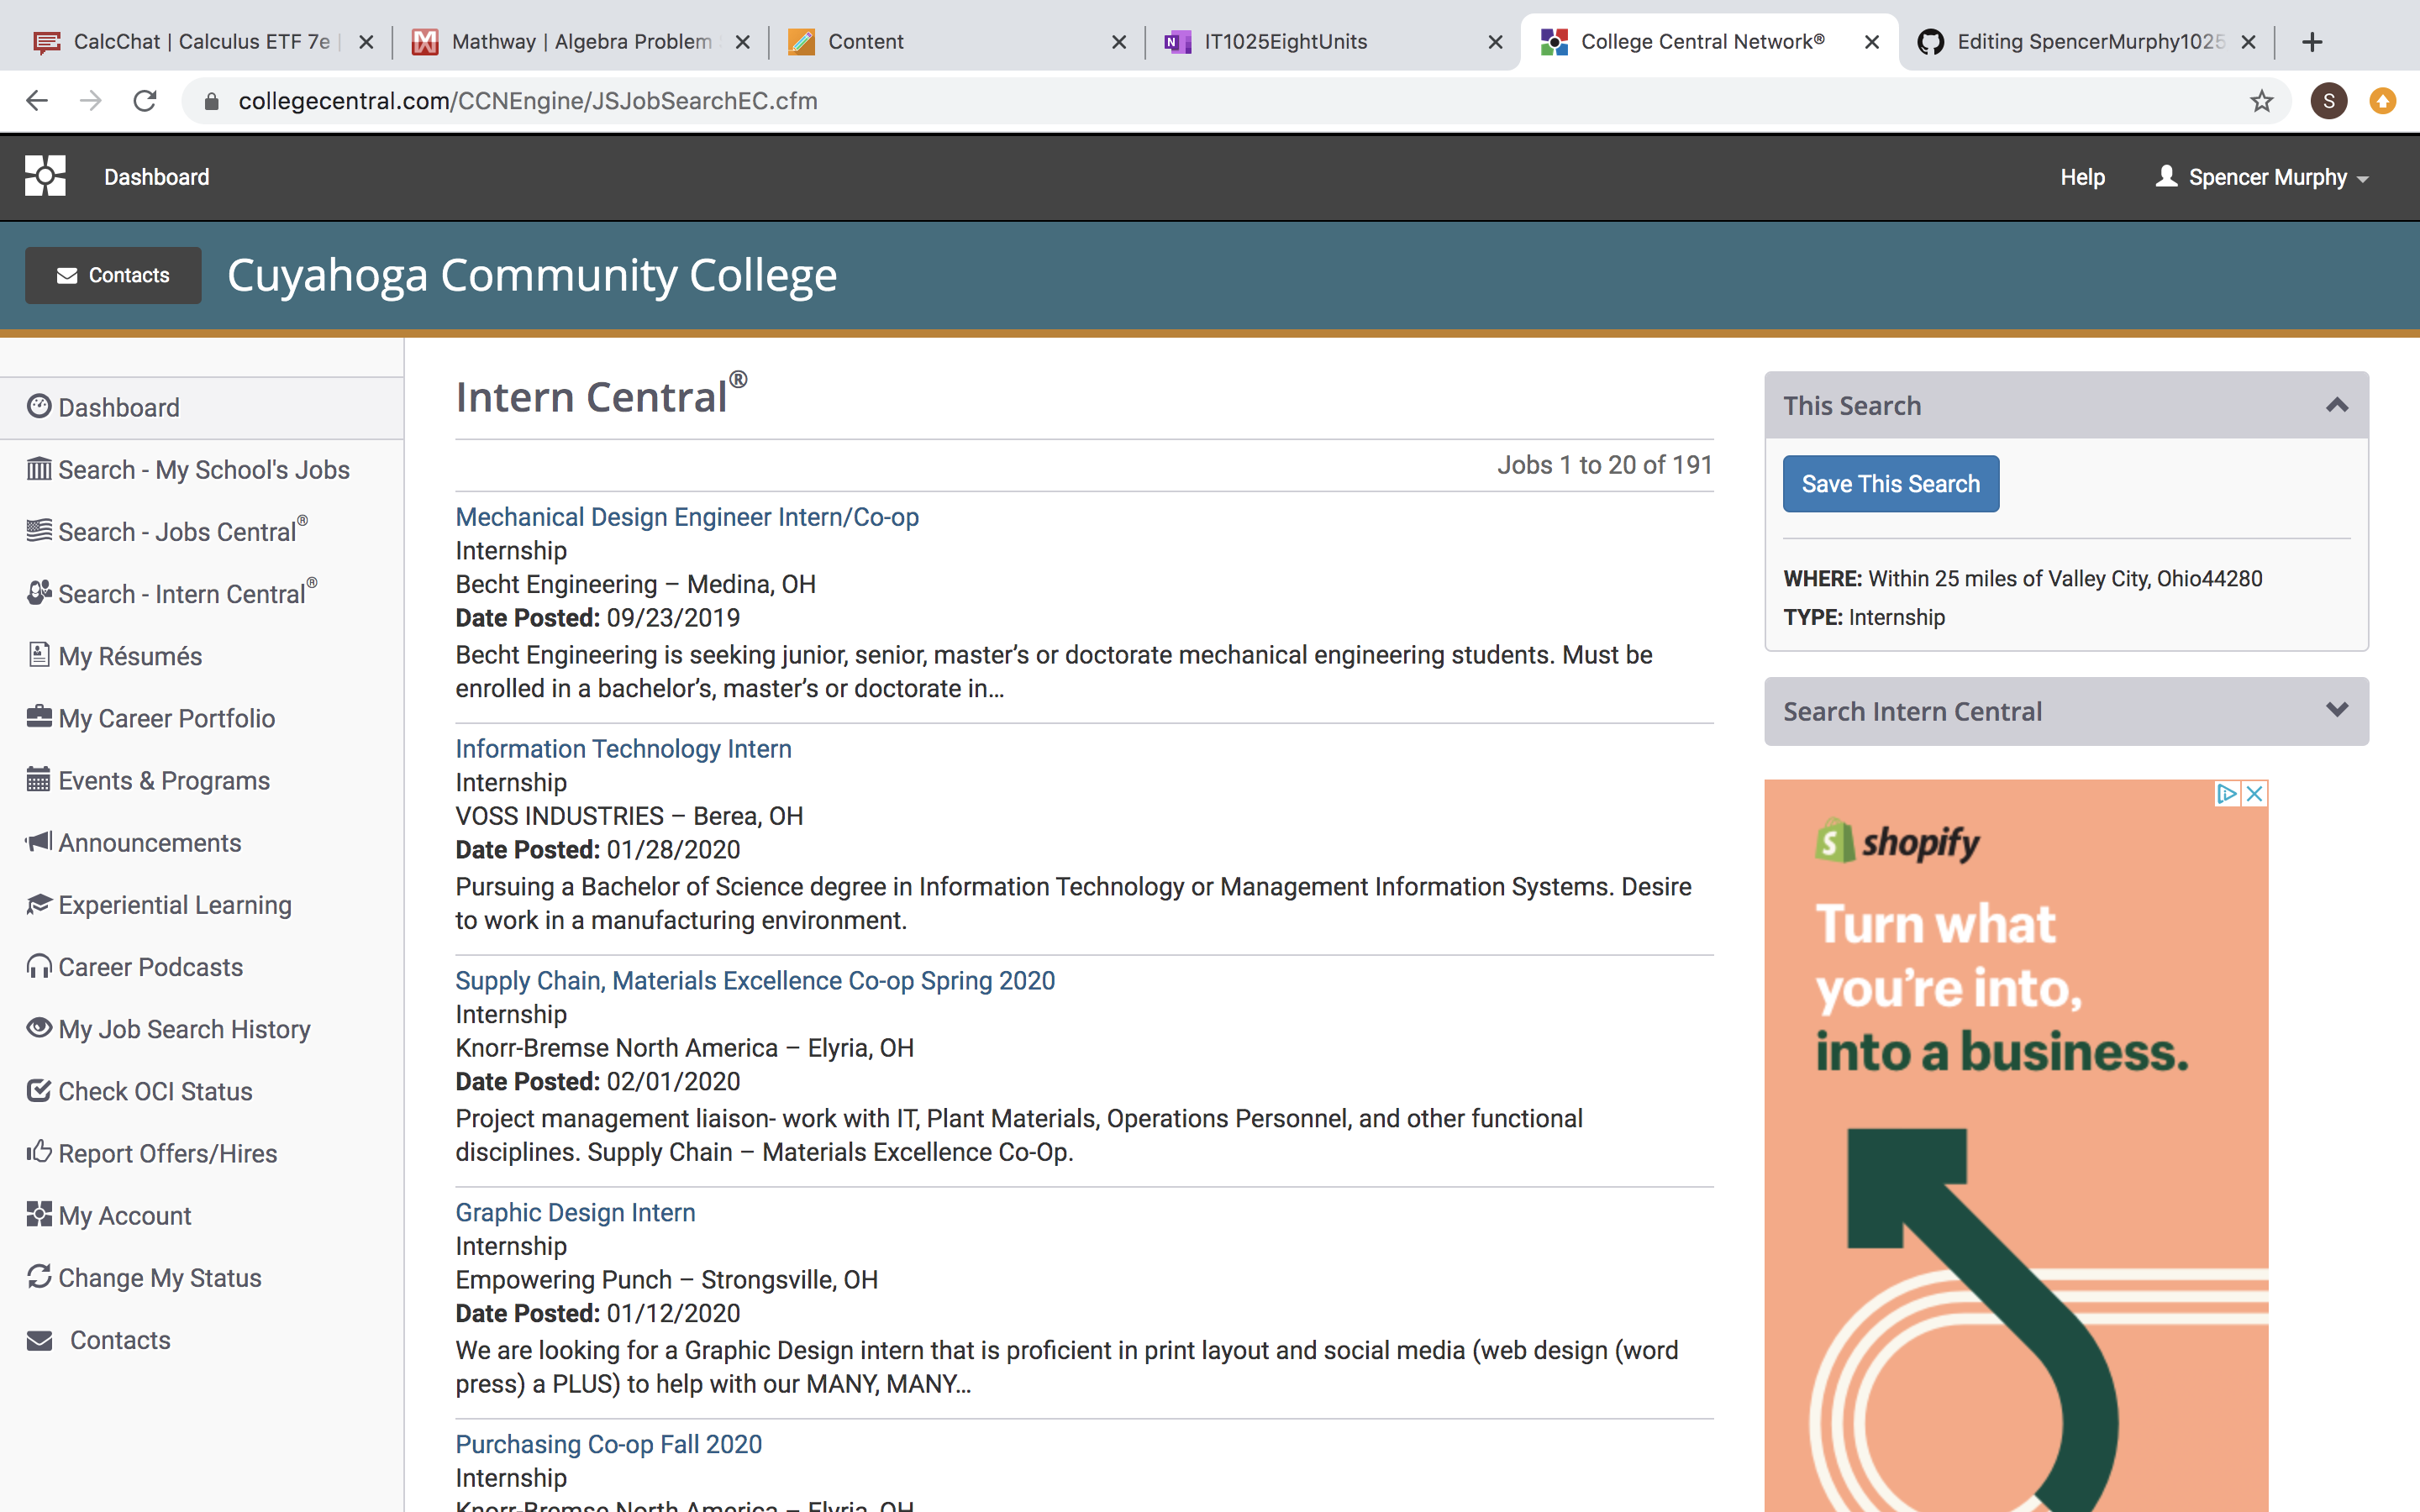 CalcChat | Calculus ETF 7e
Mathway | Algebra Problem
Content
IT1025EightUnits
College Central Network®
Editing SpencerMurphy1025
collegecentral.com/CCNEngine/JSJobSearchEC.cfm
S
Dashboard
Help
Spencer Murphy
Contacts
Cuyahoga Community College
Dashboard
Search - My School's Jobs
Search - Jobs Central®
Search - Intern Central®
My Résumés
My Career Portfolio
Events & Programs
Announcements
Experiential Learning
Career Podcasts
My Job Search History
Check OCI Status
Report Offers/Hires
My Account
Change My Status
Contacts
Intern Central®
Jobs 1 to 20 of 191
Mechanical Design Engineer Intern/Co-op
Internship
Becht Engineering – Medina, OH
Date Posted: 09/23/2019
Becht Engineering is seeking junior, senior, master’s or doctorate mechanical engineering students. Must be
enrolled in a bachelor’s, master’s or doctorate in...
Information Technology Intern
Internship
VOSS INDUSTRIES – Berea, OH
Date Posted: 01/28/2020
Pursuing a Bachelor of Science degree in Information Technology or Management Information Systems. Desire
to work in a manufacturing environment.
Supply Chain, Materials Excellence Co-op Spring 2020
Internship
Knorr-Bremse North America – Elyria, OH
Date Posted: 02/01/2020
Project management liaison- work with IT, Plant Materials, Operations Personnel, and other functional
disciplines. Supply Chain – Materials Excellence Co-Op.
Graphic Design Intern
Internship
Empowering Punch – Strongsville, OH
Date Posted: 01/12/2020
We are looking for a Graphic Design intern that is proficient in print layout and social media (web design (word
press) a PLUS) to help with our MANY, MANY...
Purchasing Co-op Fall 2020
Internship
Knorr-Bremse North America – Elyria, OH
This Search
Save This Search
WHERE: Within 25 miles of Valley City, Ohio44280
TYPE: Internship
Search Intern Central
shopify
Turn what
you’re into,
into a business.